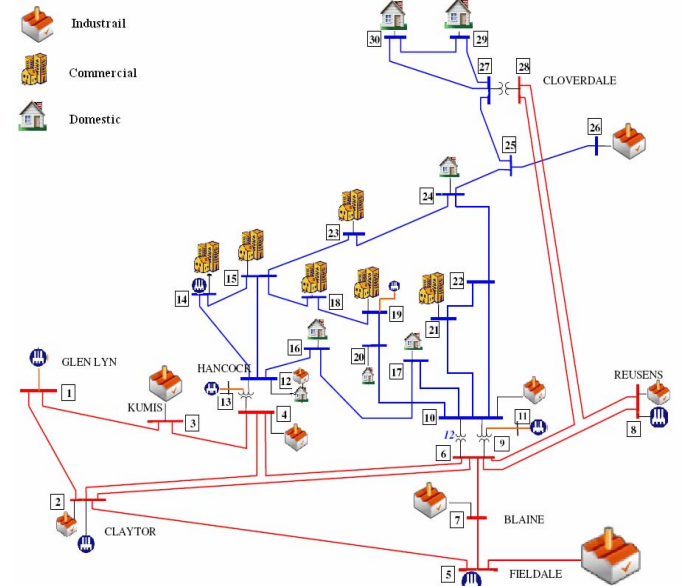 Industrail
Commercial
Domestic
30
29
27
28
CLOVERDALE
26
25
24
23
22
15
14
18
19
21
16
20
17
GLEN LYN
HANCOCK
12
REUSENS
1
KUMIS
13
4
10
11
3
12
9
8
6
2
CLAYTOR
7
BLAINE
5
FIELDALE